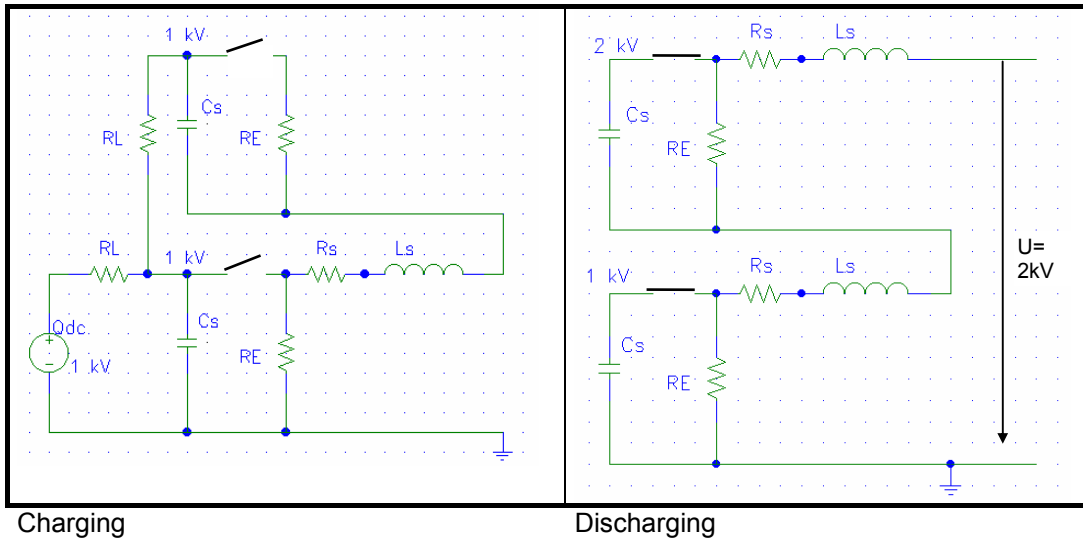 1 kV
Cs
RL
RE
RL
1 kV
Rs
Ls
Qdc
1 kV
Cs
RE
Charging
2 kV
Rs
Ls
Cs
RE
1 kV
Rs
Ls
Cs
RE
U=
2kV
Discharging